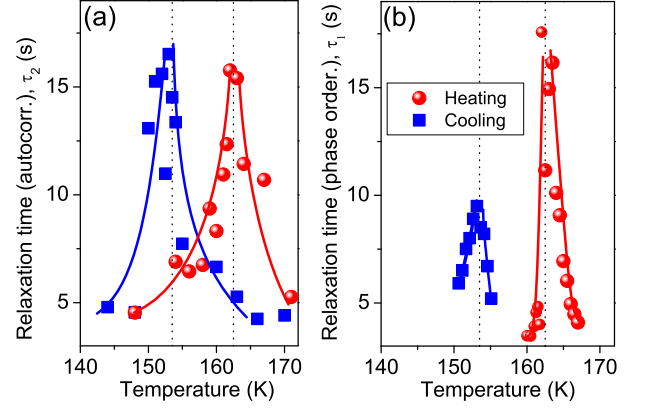 (a)
Relaxation time (autocorr.), τ2 (s)
15
10
5
140 150 160 170
Temperature (K)
(b)
Relaxation time (phase order.), τ1 (s)
Heating
Cooling
15
10
5
140 150 160 170
Temperature (K)